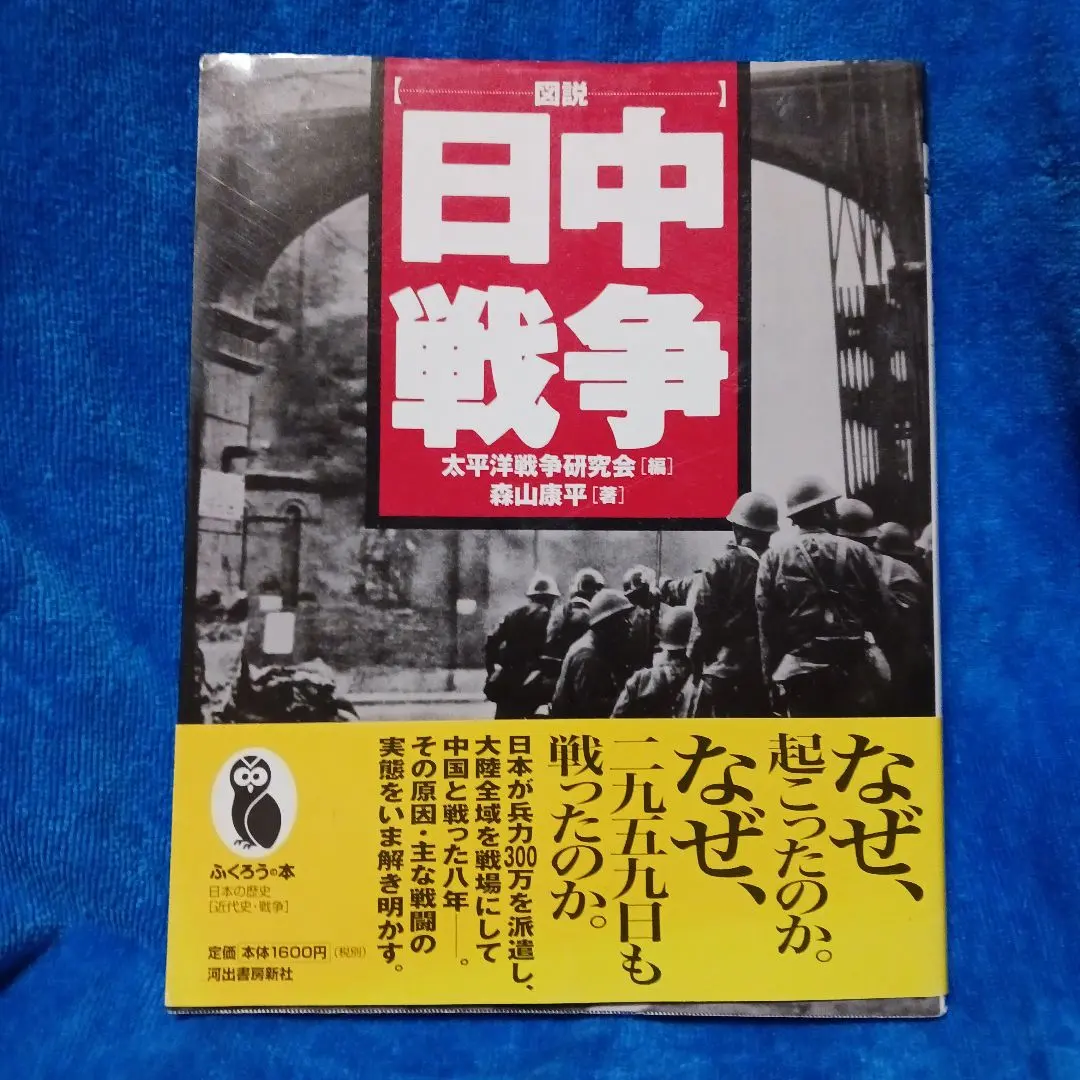 【図説】
日中
戦争
太平洋戦争研究会[編]
森山康平[著]
なぜ、
起こったのか。
なぜ、
二九五九日も
戦ったのか。
日本が兵力300万を派遣し、
大陸全域を戦場にして
中国と戦った八年──。
その原因・主な戦闘の
実態をいま解き明かす。
ふくろうの本
日本の歴史
[近代史・戦争]
定価 本体1600円(税別)
河出書房新社